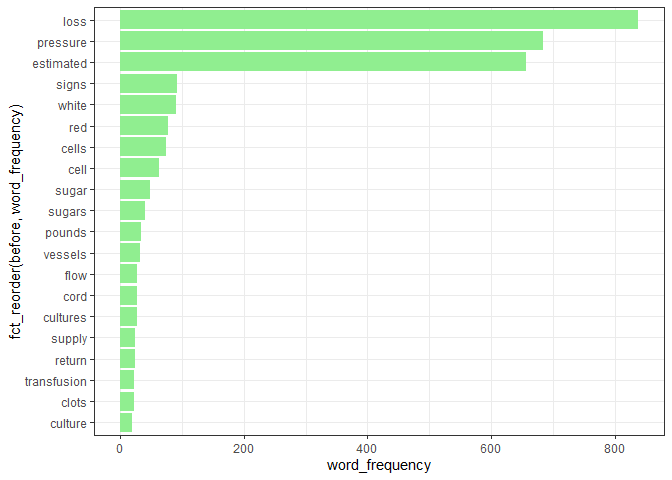 loss
pressure
estimated
signs
white
red
cells
cell
sugar
sugars
pounds
vessels
flow
cord
cultures
supply
return
transfusion
clots
culture
fct_reorder(before, word_frequency)
0 200 400 600 800
word_frequency